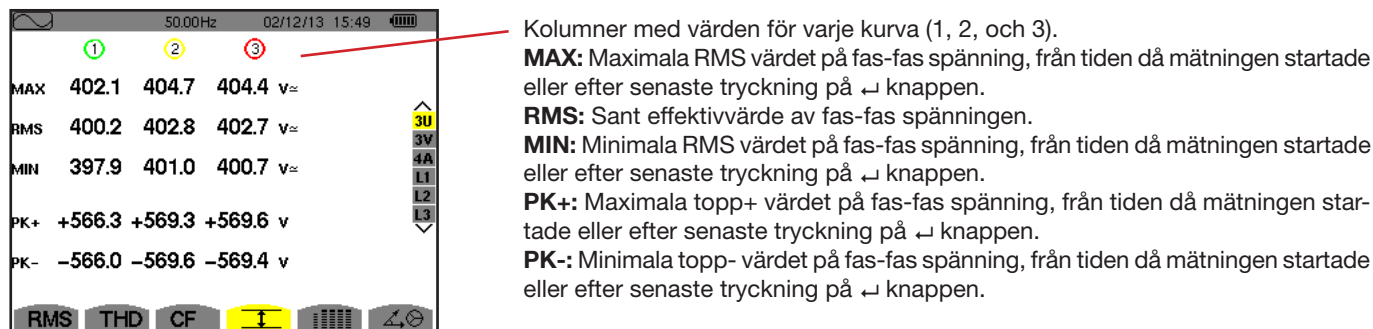 50.00Hz 02/12/13 15:49
1 2 3
MAX 402.1 404.7 404.4 V≃
RMS 400.2 402.8 402.7 V≃
MIN 397.9 401.0 400.7 V≃
PK+ +566.3 +569.3 +569.6 V
PK- -566.0 -569.6 -569.4 V
3U
3V
4A
L1
L2
L3
RMS THD CF
Kolumner med värden för varje kurva (1, 2, och 3).
MAX: Maximala RMS värdet på fas-fas spänning, från tiden då mätningen startade
eller efter senaste tryckning på ↵ knappen.
RMS: Sant effektivvärde av fas-fas spänningen.
MIN: Minimala RMS värdet på fas-fas spänning, från tiden då mätningen startade
eller efter senaste tryckning på ↵ knappen.
PK+: Maximala topp+ värdet på fas-fas spänning, från tiden då mätningen star-
tade eller efter senaste tryckning på ↵ knappen.
PK-: Minimala topp- värdet på fas-fas spänning, från tiden då mätningen startade
eller efter senaste tryckning på ↵ knappen.